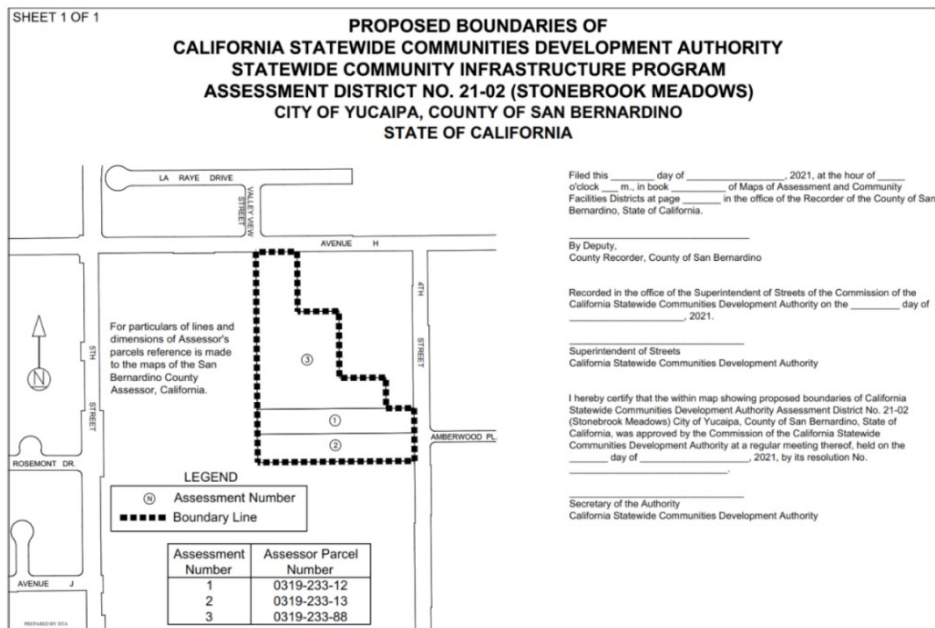 SHEET 1 OF 1
PROPOSED BOUNDARIES OF
CALIFORNIA STATEWIDE COMMUNITIES DEVELOPMENT AUTHORITY
STATEWIDE COMMUNITY INFRASTRUCTURE PROGRAM
ASSESSMENT DISTRICT NO. 21-02 (STONEBROOK MEADOWS)
CITY OF YUCAIPA, COUNTY OF SAN BERNARDINO
STATE OF CALIFORNIA
LA RAYE DRIVE
VALLEY VIEW
STREET
AVENUE H
4TH
STREET
5TH
STREET
For particulars of lines and
dimensions of Assessor's
parcels reference is made
to the maps of the San
Bernardino County
Assessor, California.
N
3
1
2
AMBERWOOD PL.
ROSEMONT DR.
AVENUE J
LEGEND
N Assessment Number
Boundary Line
Assessment Number Assessor Parcel Number
1 0319-233-12
2 0319-233-13
3 0319-233-88
PREPARED BY DTA
Filed this ________ day of __________________, 2021, at the hour of _____
o'clock ___ m., in book __________ of Maps of Assessment and Community
Facilities Districts at page _______ in the office of the Recorder of the County of San
Bernardino, State of California.
By Deputy,
County Recorder, County of San Bernardino
Recorded in the office of the Superintendent of Streets of the Commission of the
California Statewide Communities Development Authority on the _________ day of
_____________________, 2021.
Superintendent of Streets
California Statewide Communities Development Authority
I hereby certify that the within map showing proposed boundaries of California
Statewide Communities Development Authority Assessment District No. 21-02
(Stonebrook Meadows) City of Yucaipa, County of San Bernardino, State of
California, was approved by the Commission of the California Statewide
Communities Development Authority at a regular meeting thereof, held on the
_______ day of ____________________, 2021, by its resolution No.
_____________________________.
Secretary of the Authority
California Statewide Communities Development Authority